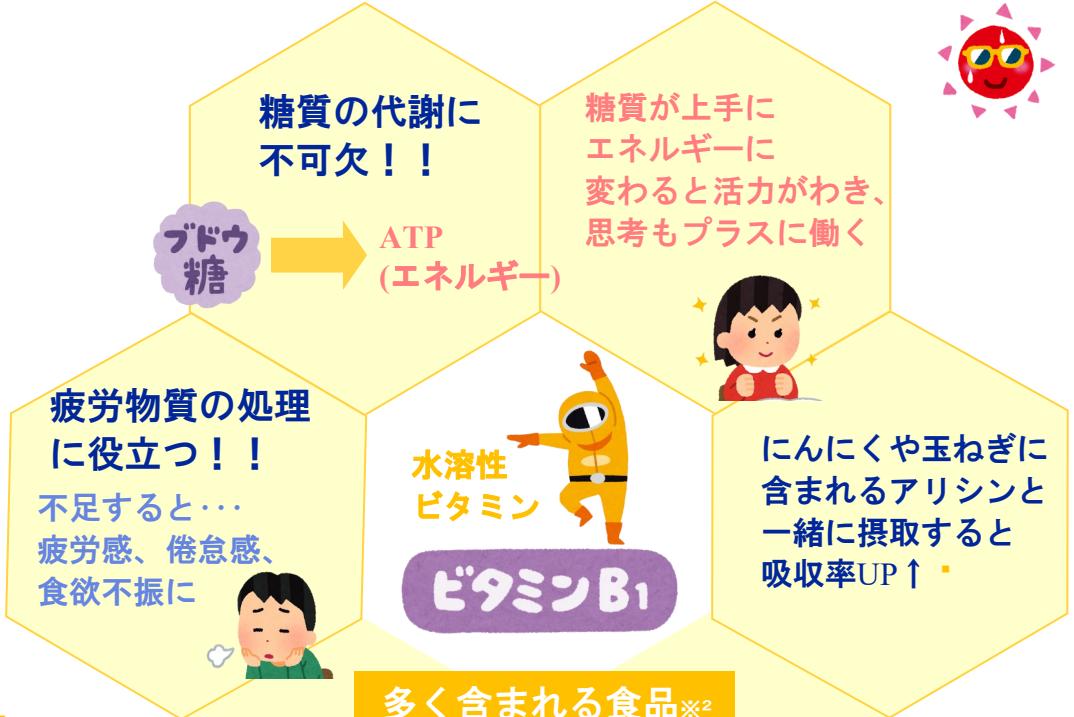 糖質の代謝に
不可欠！！
ブドウ
糖
ATP
(エネルギー)
糖質が上手に
エネルギーに
変わると活力がわき、
思考もプラスに働く
疲労物質の処理
に役立つ！！
不足すると･･･
疲労感、倦怠感、
食欲不振に
水溶性
ビタミン
ビタミンB1
にんにくや玉ねぎに
含まれるアリシンと
一緒に摂取すると
吸収率UP↑
多く含まれる食品※²